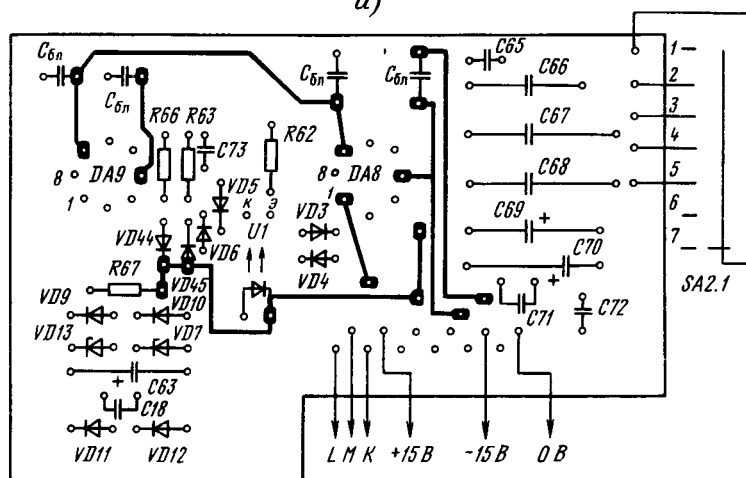 а)
Сбл
Сбл
Сбл
Сбл
C65
C66
C67
C68
C69 +
C70
+
C71
C72
1
2
3
4
5
6
7
SA2.1
R66 R63
C73
R62
8 DA9
1
8 DA8
1
VD5
к э
U1
VD3
VD4
VD44
VD6
R67
VD45
VD9
VD10
VD13
VD7
+
C63
C18
VD11
VD12
L M K +15 В -15 В 0 В